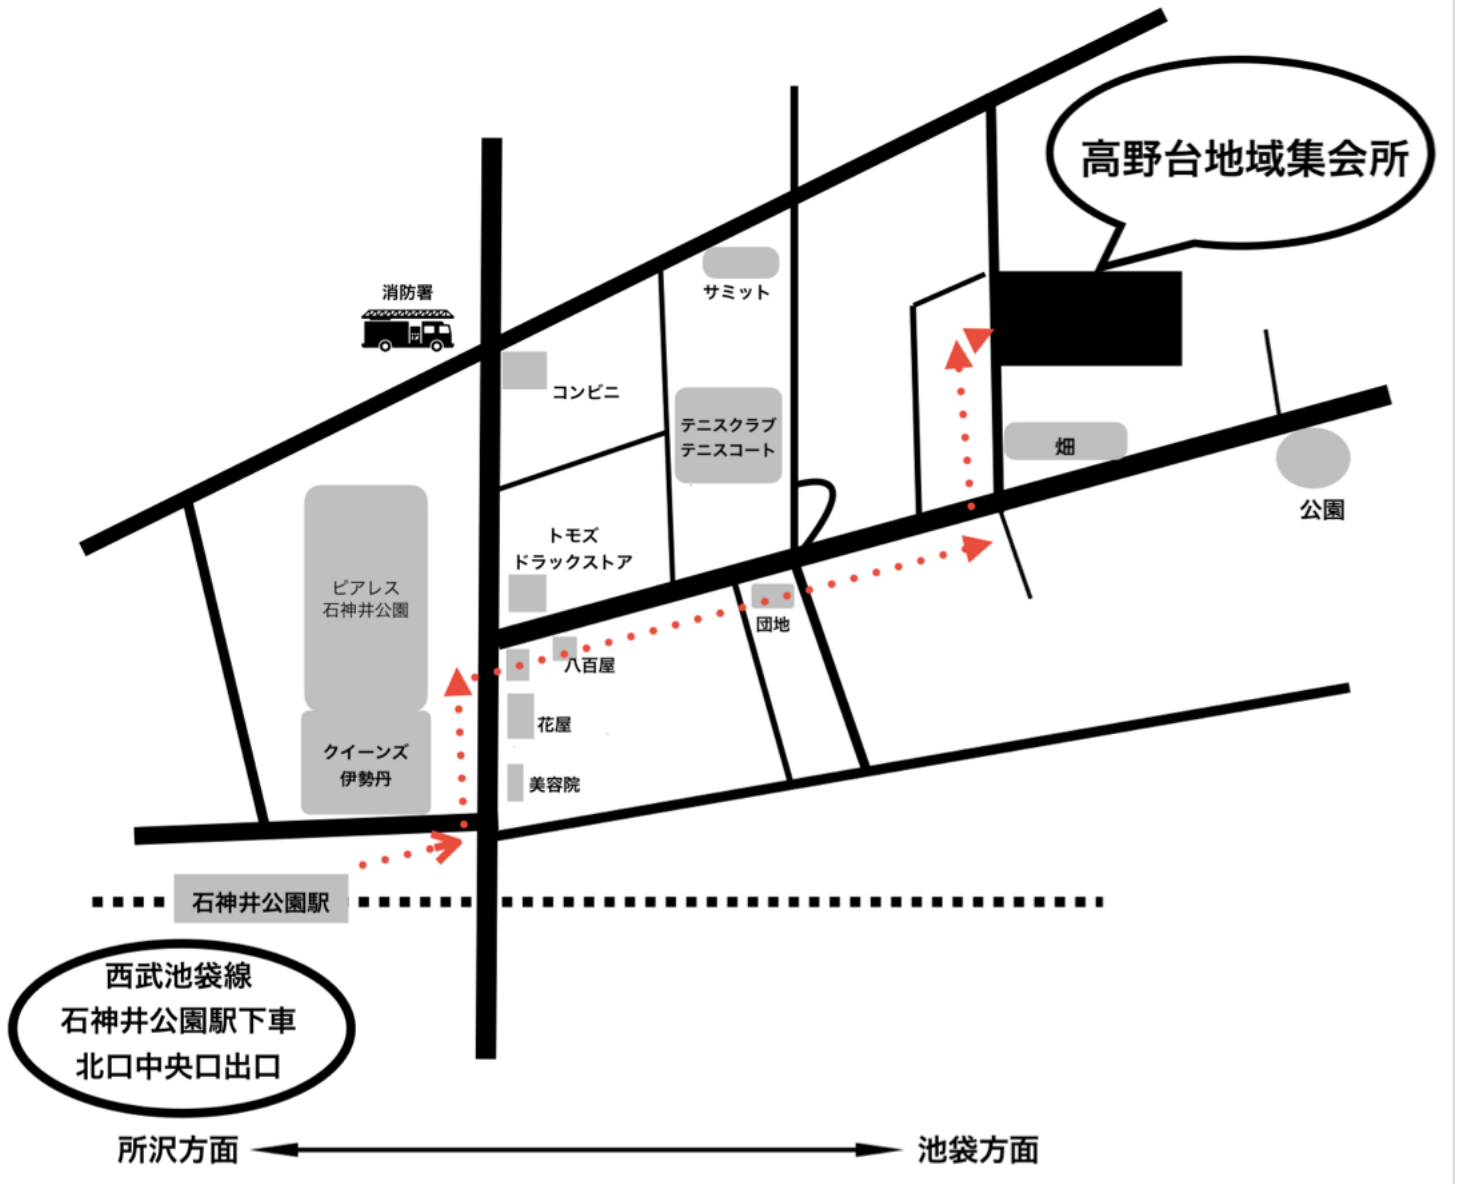 高野台地域集会所
消防署
サミット
コンビニ
テニスクラブ
テニスコート
畑
公園
トモズ
ドラックストア
ピアレス
石神井公園
団地
八百屋
花屋
クイーンズ
伊勢丹
美容院
石神井公園駅
西武池袋線
石神井公園駅下車
北口中央口出口
所沢方面
池袋方面